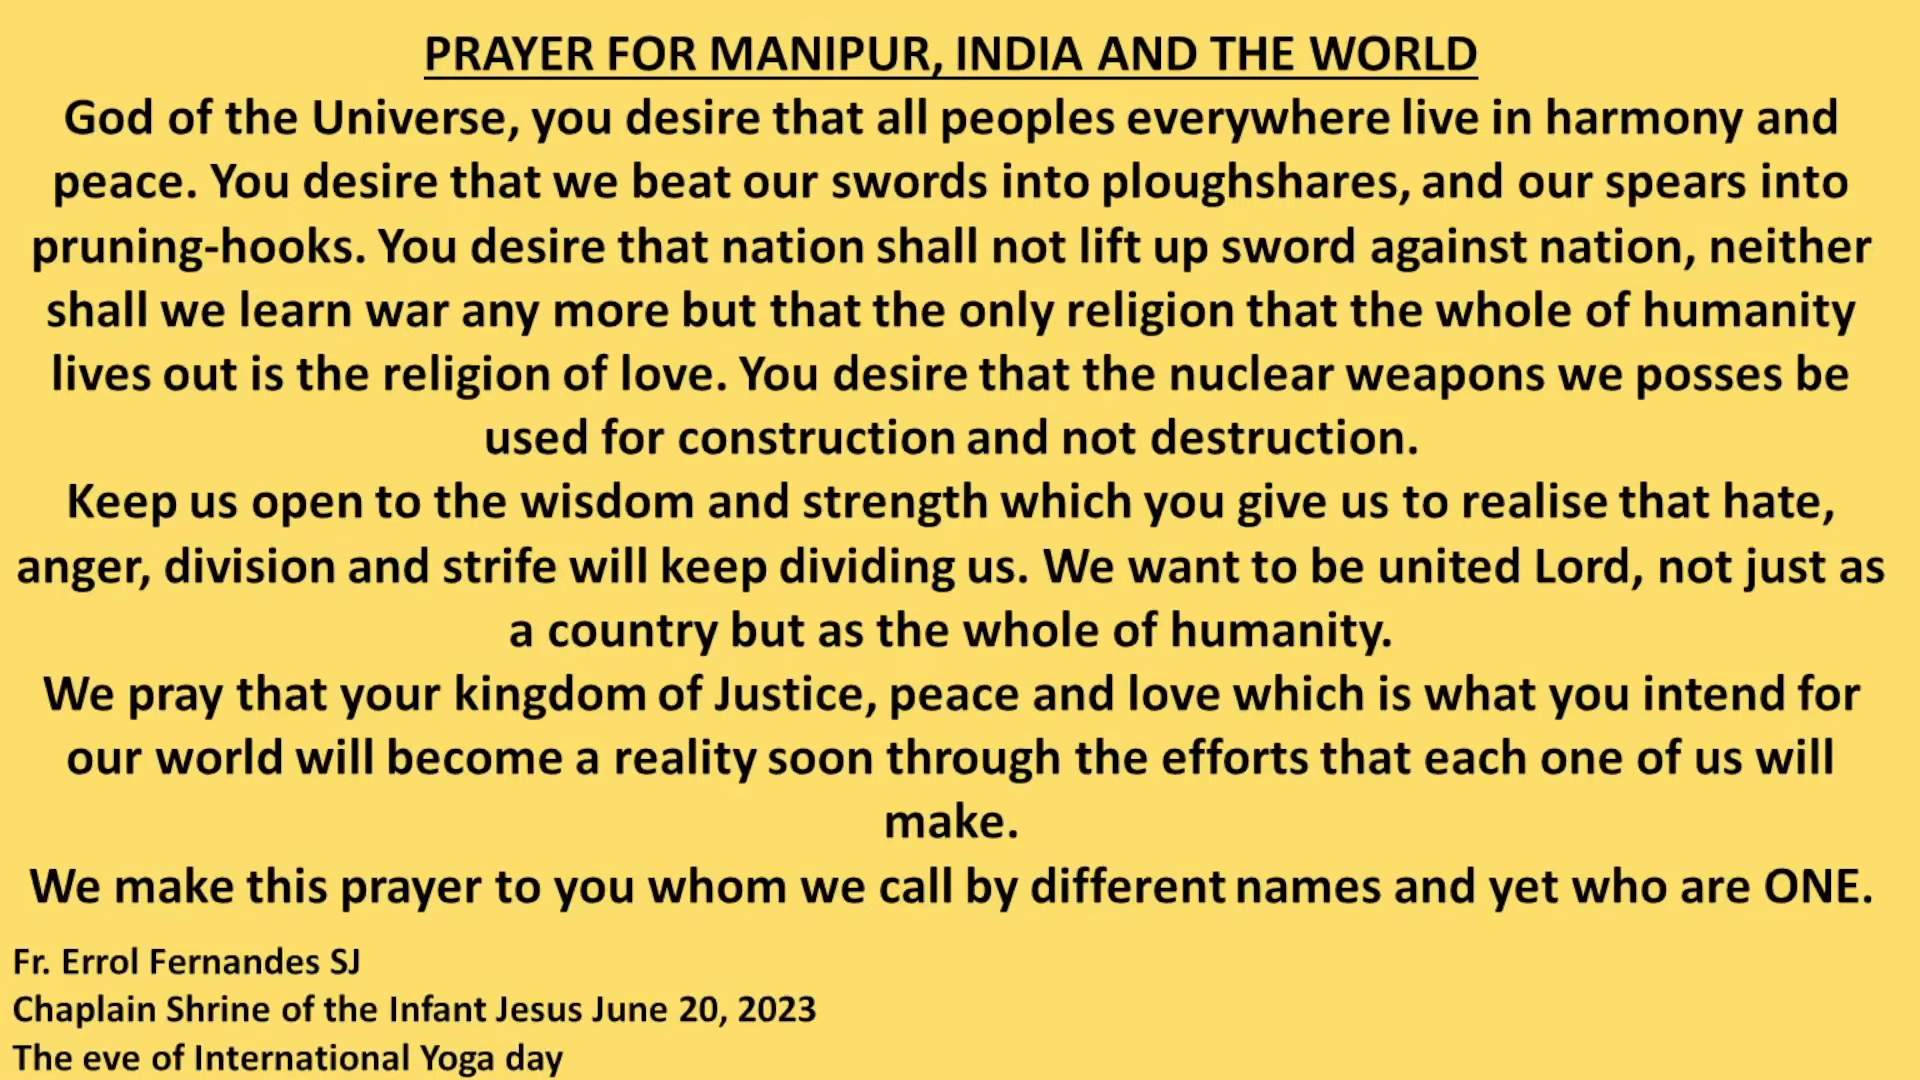 PRAYER FOR MANIPUR, INDIA AND THE WORLD
God of the Universe, you desire that all peoples everywhere live in harmony and
peace. You desire that we beat our swords into ploughshares, and our spears into
pruning-hooks. You desire that nation shall not lift up sword against nation, neither
shall we learn war any more but that the only religion that the whole of humanity
lives out is the religion of love. You desire that the nuclear weapons we posses be
used for construction and not destruction.
Keep us open to the wisdom and strength which you give us to realise that hate,
anger, division and strife will keep dividing us. We want to be united Lord, not just as
a country but as the whole of humanity.
We pray that your kingdom of Justice, peace and love which is what you intend for
our world will become a reality soon through the efforts that each one of us will
make.
We make this prayer to you whom we call by different names and yet who are ONE.
Fr. Errol Fernandes SJ
Chaplain Shrine of the Infant Jesus June 20, 2023
The eve of International Yoga day